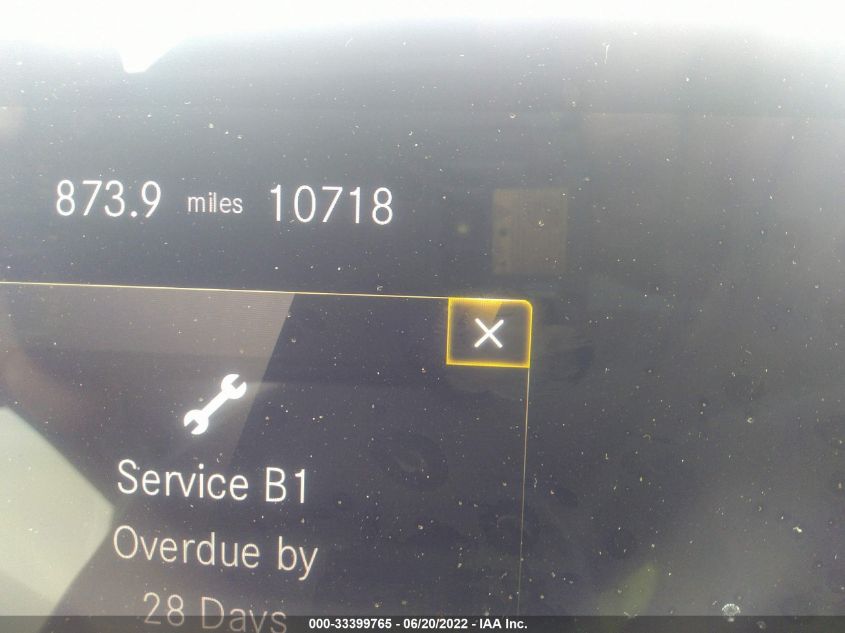 873.9 miles 10718
Service B1
Overdue by
28 Days
000-33399765 - 06/20/2022 - IAA Inc.